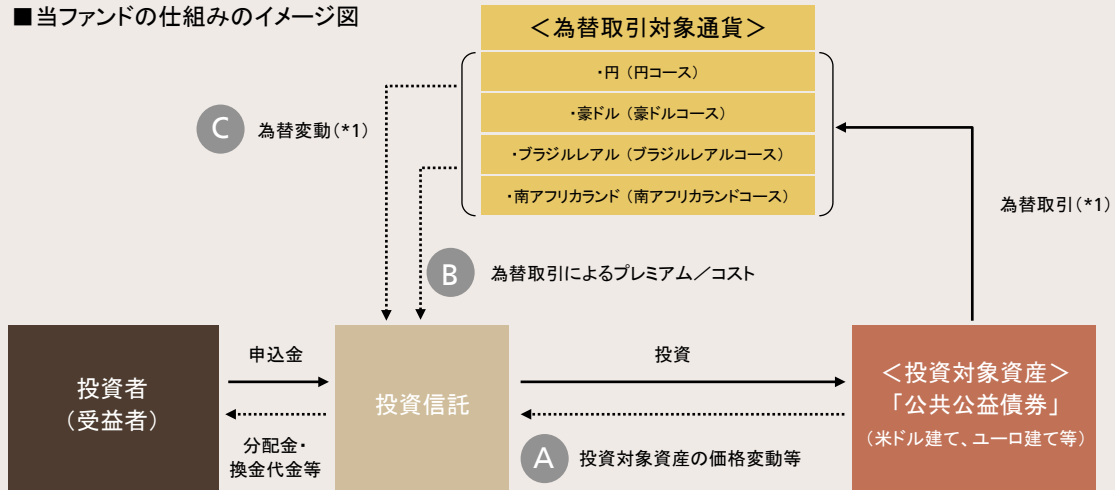 ■当ファンドの仕組みのイメージ図
＜為替取引対象通貨＞
・円（円コース）
・豪ドル（豪ドルコース）
・ブラジルレアル（ブラジルレアルコース）
・南アフリカランド（南アフリカランドコース）
C 為替変動(*1)
為替取引(*1)
B 為替取引によるプレミアム／コスト
投資者
（受益者）
申込金
分配金・
換金代金等
投資信託
投資
A 投資対象資産の価格変動等
＜投資対象資産＞
「公共公益債券」
（米ドル建て、ユーロ建て等）